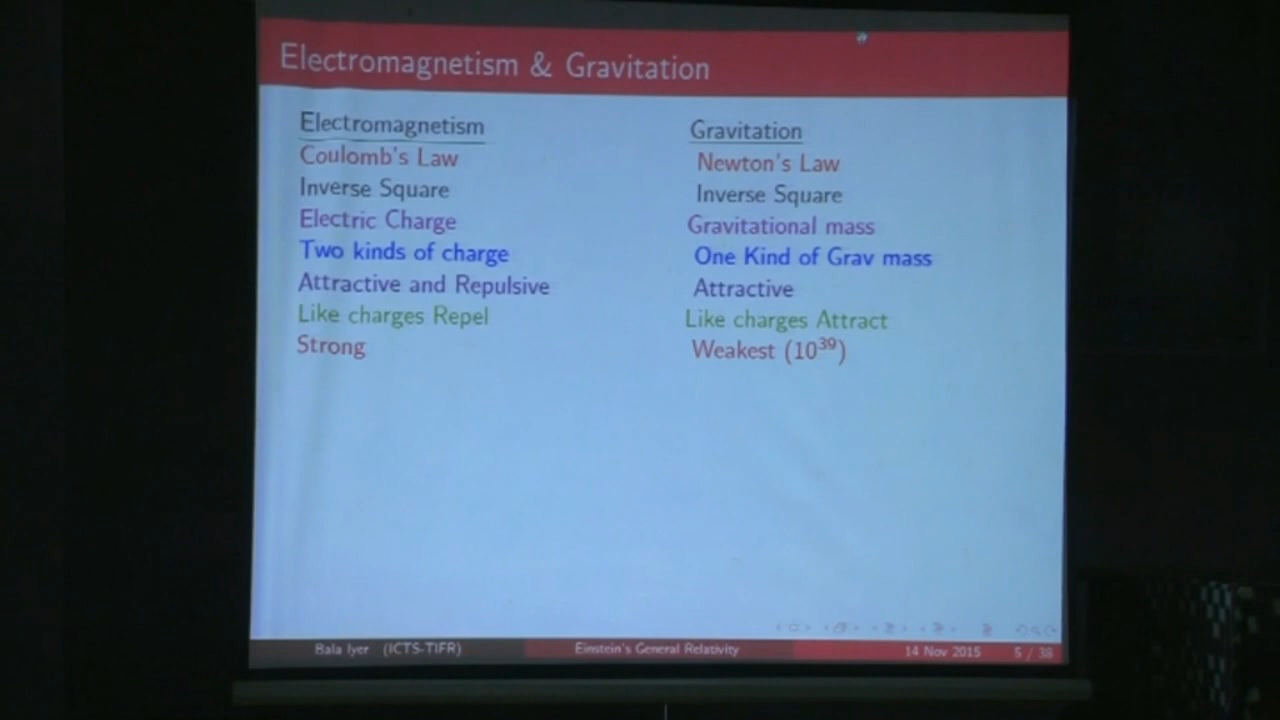 Electromagnetism & Gravitation
Electromagnetism
Coulomb's Law
Inverse Square
Electric Charge
Two kinds of charge
Attractive and Repulsive
Like charges Repel
Strong
Gravitation
Newton's Law
Inverse Square
Gravitational mass
One Kind of Grav mass
Attractive
Like charges Attract
Weakest (10³⁹)
Bala Iyer (ICTS-TIFR) Einstein's General Relativity 14 Nov 2015 5 / 38